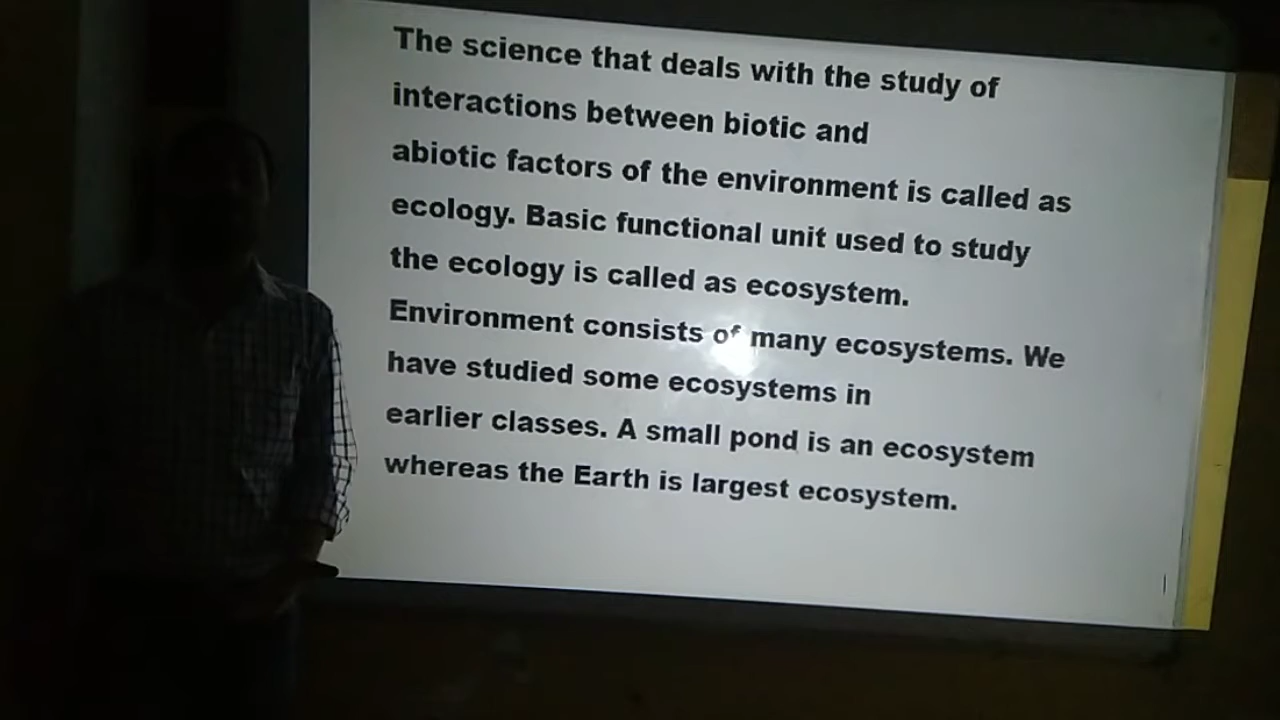 The science that deals with the study of
interactions between biotic and
abiotic factors of the environment is called as
ecology. Basic functional unit used to study
the ecology is called as ecosystem.
Environment consists of many ecosystems. We
have studied some ecosystems in
earlier classes. A small pond is an ecosystem
whereas the Earth is largest ecosystem.